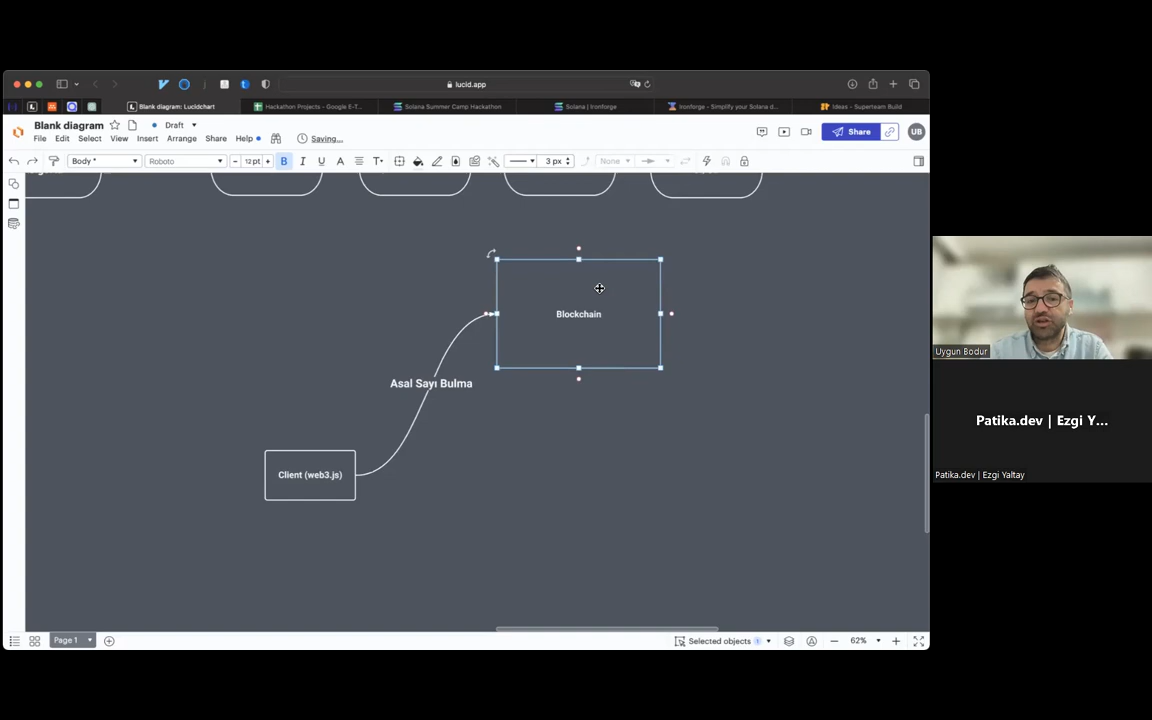 lucid.app
Blank diagram: Lucidchart
Hackathon Projects - Google E-T...
Solana Summer Camp Hackathon
Solana | Ironforge
Ironforge - Simplify your Solana d...
Ideas – Superteam Build
Blank diagram
Draft
File Edit Select View Insert Arrange Share Help
Saving...
Share
UB
Body *
Roboto
12 pt
B I U A T
3 px
None
Blockchain
Asal Sayı Bulma
Client (web3.js)
Uygun Bodur
Patika.dev | Ezgi Y...
Patika.dev | Ezgi Yaltay
Page 1
Selected objects 1
62%